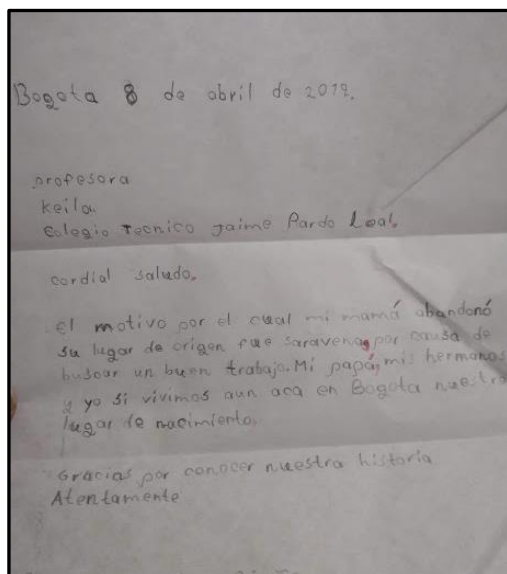 Bogota 8 de abril de 2019.
profesora
Keila.
Colegio Tecnico Jaime Pardo Leal.
cordial saludo.
El motivo por el cual mi mamá abandonó
su lugar de origen fue saravena, por causa de
buscar un buen trabajo. Mi papá, mis hermanos
y yo si vivimos aun aca en Bogota nuestro
lugar de nacimiento.
Gracias por conocer nuestra historia
Atentamente